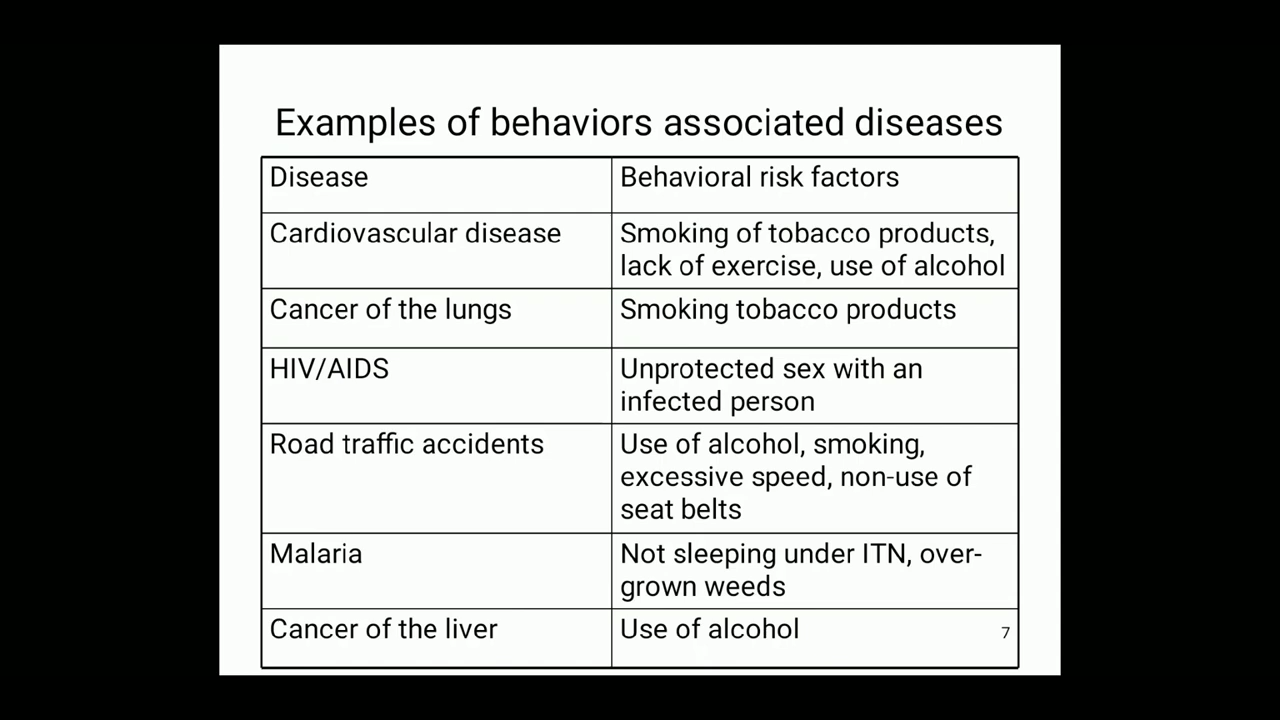 Examples of behaviors associated diseases
Disease
Behavioral risk factors
Cardiovascular disease
Smoking of tobacco products,
lack of exercise, use of alcohol
Cancer of the lungs
Smoking tobacco products
HIV/AIDS
Unprotected sex with an
infected person
Road traffic accidents
Use of alcohol, smoking,
excessive speed, non-use of
seat belts
Malaria
Not sleeping under ITN, over-
grown weeds
Cancer of the liver
Use of alcohol
7